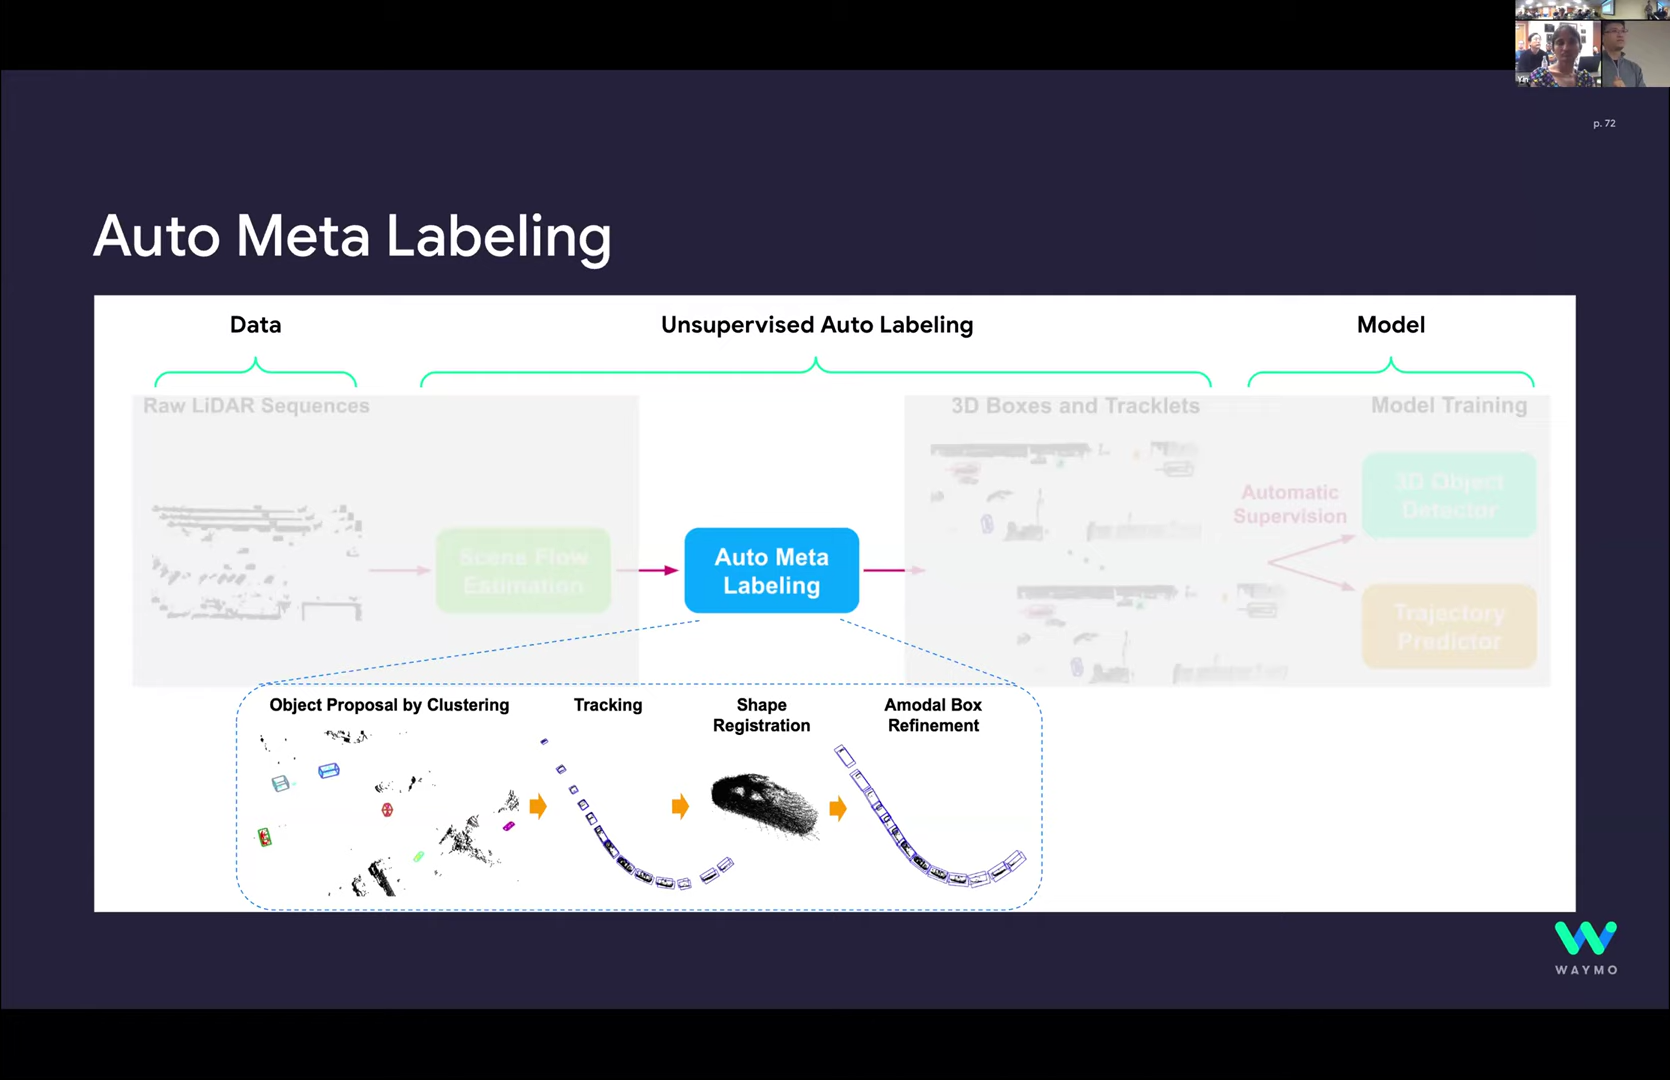 p. 72
Auto Meta Labeling
Data
Unsupervised Auto Labeling
Model
Raw LiDAR Sequences
3D Boxes and Tracklets
Model Training
Scene Flow
Estimation
Auto Meta
Labeling
Automatic
Supervision
3D Object
Detector
Trajectory
Predictor
Object Proposal by Clustering
Tracking
Shape
Registration
Amodal Box
Refinement
WAYMO